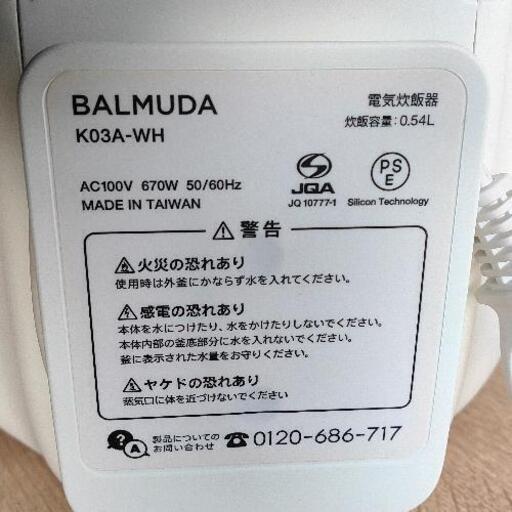 BALMUDA
K03A-WH
電気炊飯器
炊飯容量:0.54L
AC100V 670W 50/60Hz
MADE IN TAIWAN
JQA
JQ 10777-1
PS
E
Silicon Technology
警告
火災の恐れあり
使用時は外釜にかならず水を入れてください。
感電の恐れあり
本体を水につけたり、水をかけたりしないでください。
本体内部の釜底部分に水を入れないでください。
釜に表示された水量をお守りください。
ヤケドの恐れあり
蒸気口に体を近づけないでください。
Q
A
製品についての
お問い合わせ
0120-686-717